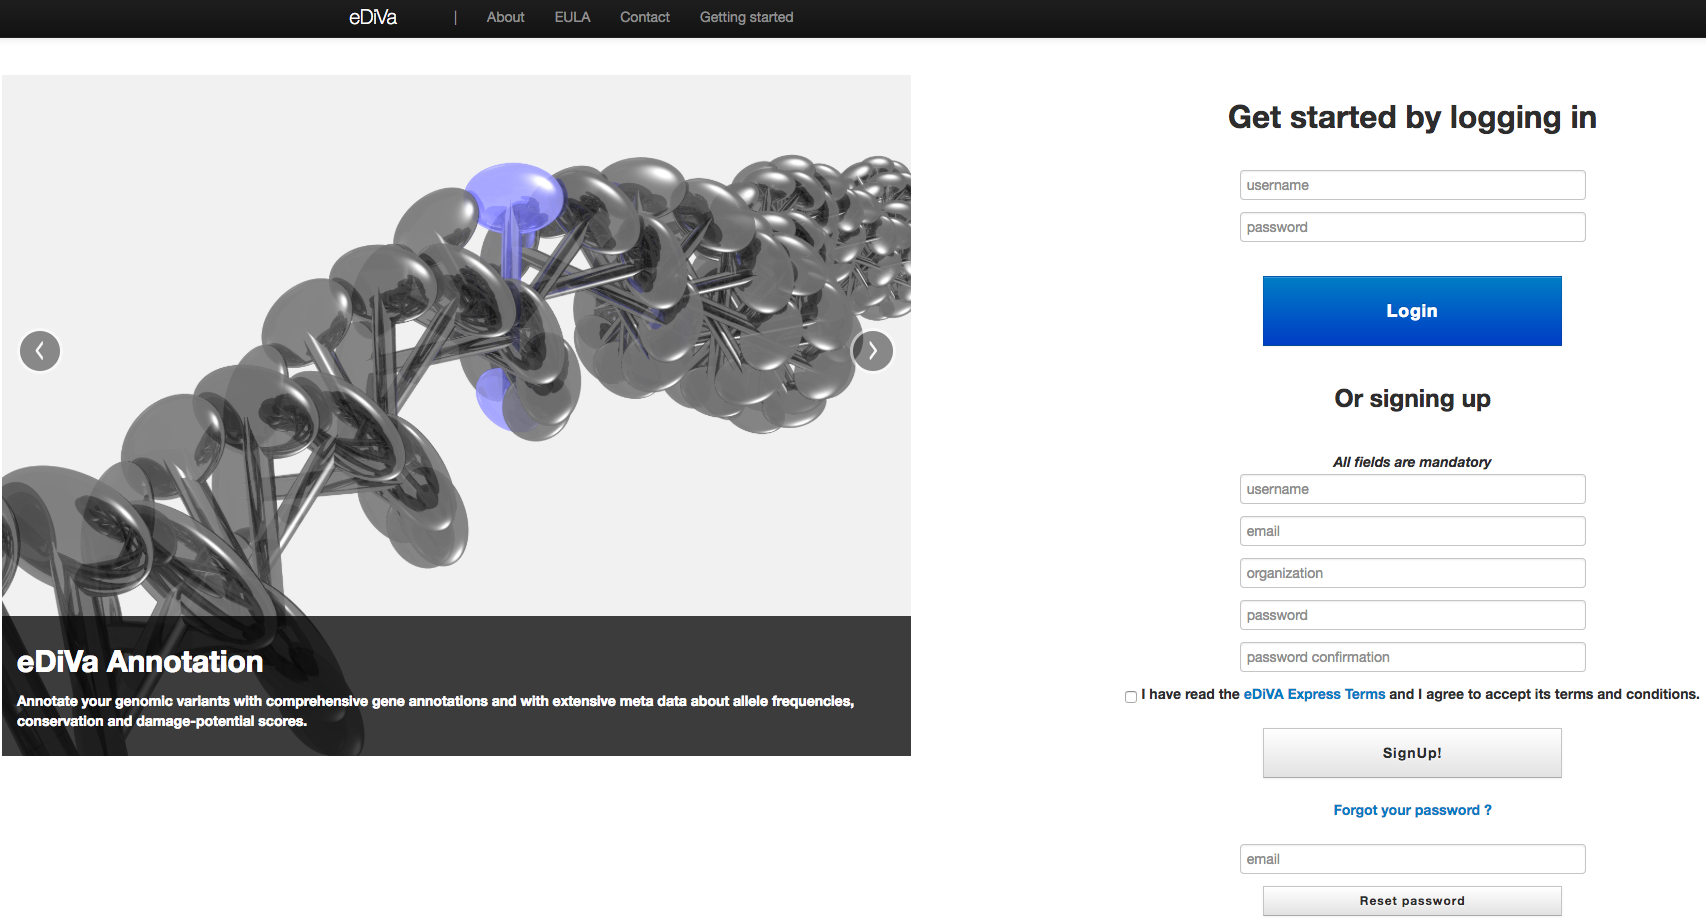 eDiVa | About EULA Contact Getting started
eDiVa Annotation
Annotate your genomic variants with comprehensive gene annotations and with extensive meta data about allele frequencies,
conservation and damage-potential scores.
Get started by logging in
username
password
Login
Or signing up
All fields are mandatory
username
email
organization
password
password confirmation
I have read the eDiVA Express Terms and I agree to accept its terms and conditions.
SignUp!
Forgot your password ?
email
Reset password